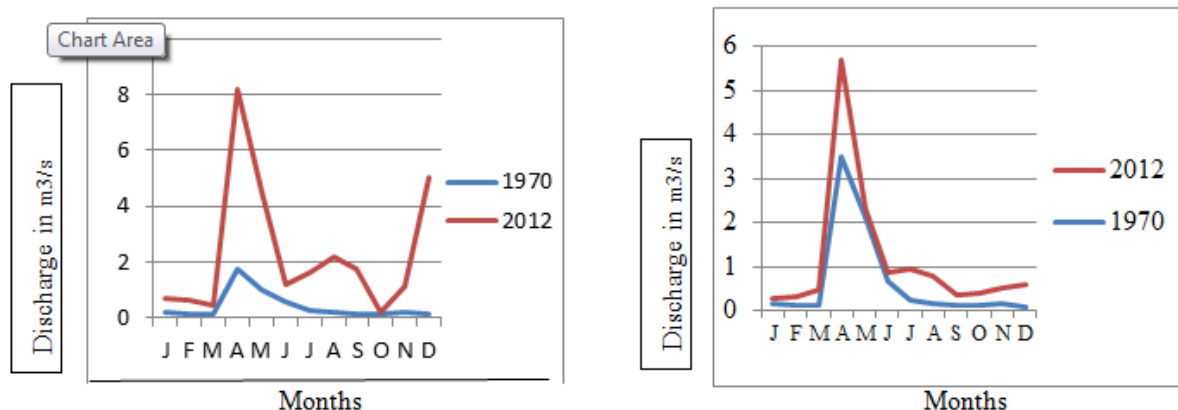 Chart Area
Discharge in m3/s
8
6
4
2
0
J F M A M J J A S O N D
Months
1970
2012
Discharge in m3/s
6
5
4
3
2
1
0
J F M A M J J A S O N D
Months
2012
1970